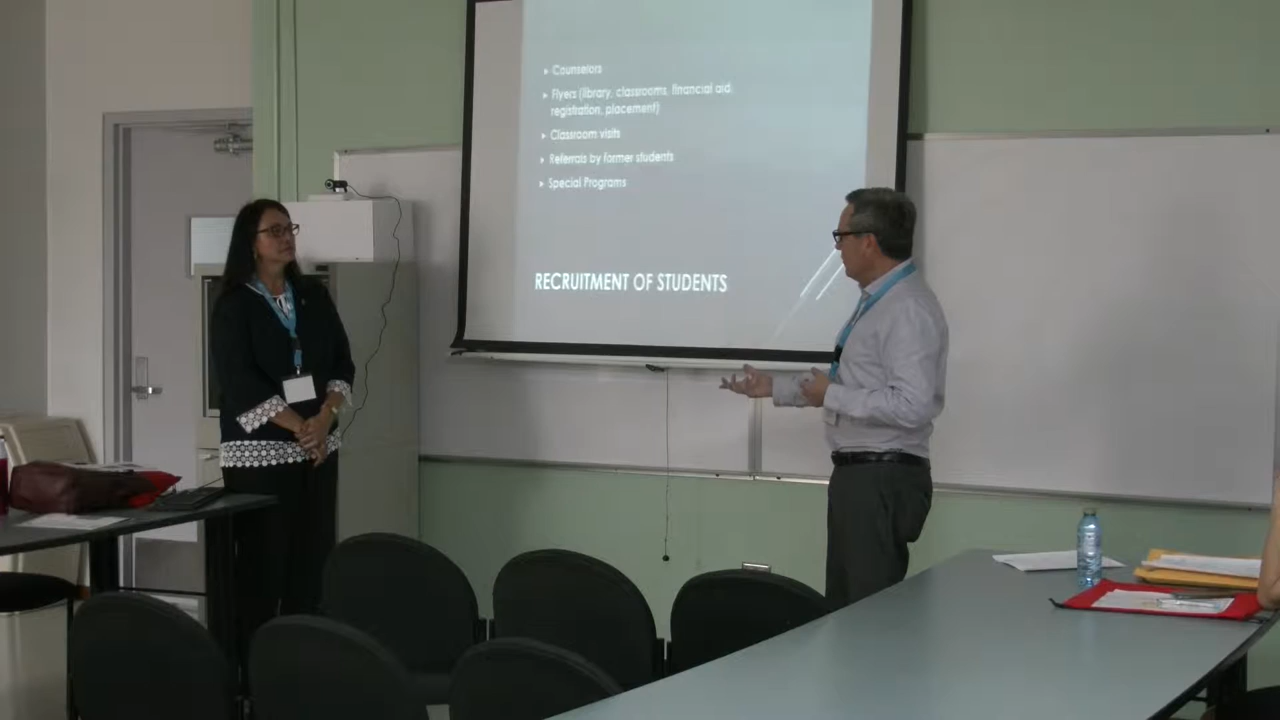 ▸ Counselors
▸ Flyers (library, classrooms, financial aid,
registration, placement)
▸ Classroom visits
▸ Referrals by former students
▸ Special Programs
RECRUITMENT OF STUDENTS